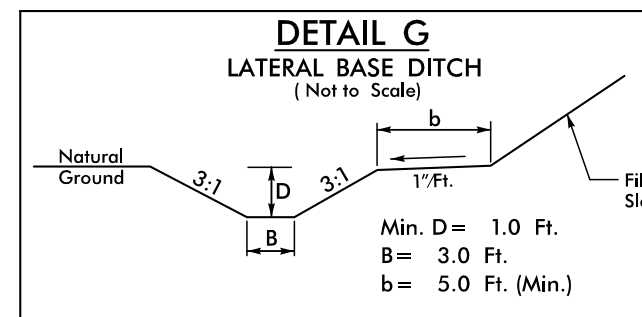 DETAIL G
LATERAL BASE DITCH
( Not to Scale)
b
Natural
Ground
3:1
D
3:1
1"/Ft.
B
Min. D = 1.0 Ft.
B = 3.0 Ft.
b = 5.0 Ft. (Min.)